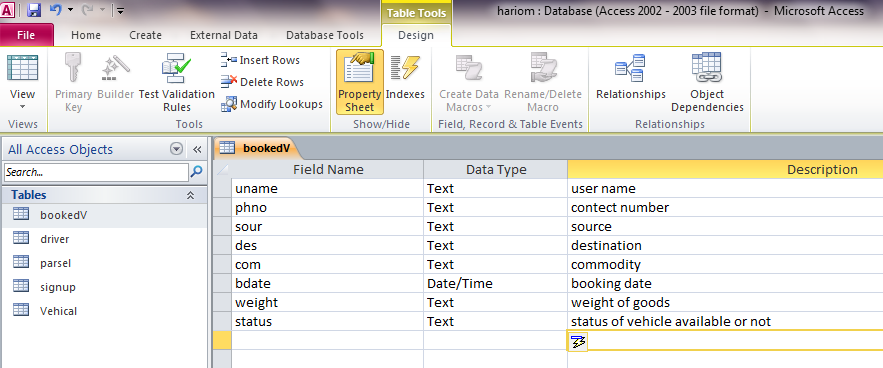 Table Tools
hariom : Database (Access 2002 - 2003 file format) - Microsoft Access
File Home Create External Data Database Tools Design
View
Primary Key
Builder
Test Validation Rules
Insert Rows
Delete Rows
Modify Lookups
Property Sheet
Indexes
Create Data Macros
Rename/Delete Macro
Relationships
Object Dependencies
Views Tools Show/Hide Field, Record & Table Events Relationships
All Access Objects
Search...
Tables
bookedV
driver
parsel
signup
Vehical
bookedV
Field Name Data Type Description
uname Text user name
phno Text contect number
sour Text source
des Text destination
com Text commodity
bdate Date/Time booking date
weight Text weight of goods
status Text status of vehicle available or not